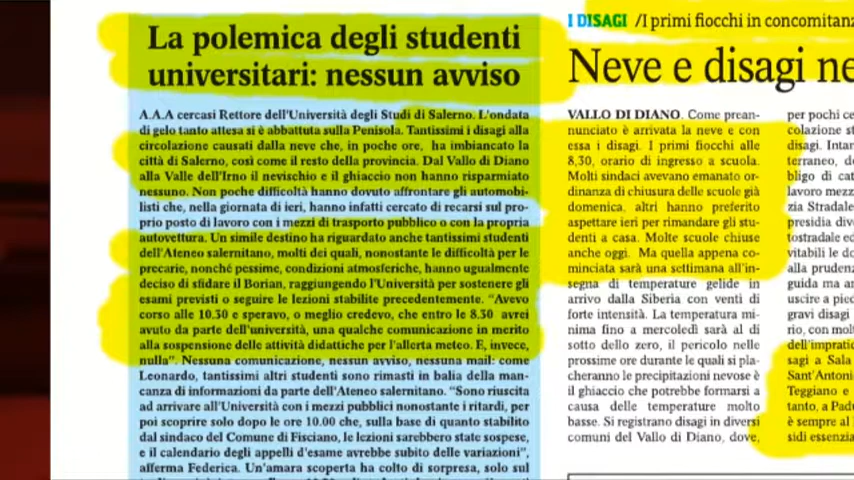 La polemica degli studenti
universitari: nessun avviso
A.A.A cercasi Rettore dell'Università degli Studi di Salerno. L'ondata
di gelo tanto attesa si è abbattuta sulla Penisola. Tantissimi i disagi alla
circolazione causati dalla neve che, in poche ore, ha imbiancato la
città di Salerno, così come il resto della provincia. Dal Vallo di Diano
alla Valle dell'Irno il nevischio e il ghiaccio non hanno risparmiato
nessuno. Non poche difficoltà hanno dovuto affrontare gli automobi-
listi che, nella giornata di ieri, hanno infatti cercato di recarsi sul pro-
prio posto di lavoro con i mezzi di trasporto pubblico o con la propria
autovettura. Un simile destino ha riguardato anche tantissimi studenti
dell'Ateneo salernitano, molti dei quali, nonostante le difficoltà per le
precarie, nonché pessime, condizioni atmosferiche, hanno ugualmente
deciso di sfidare il Borian, raggiungendo l'Università per sostenere gli
esami previsti o seguire le lezioni stabilite precedentemente. "Avevo
corso alle 10.30 e speravo, o meglio credevo, che entro le 8.30 avrei
avuto da parte dell'università, una qualche comunicazione in merito
alla sospensione delle attività didattiche per l'allerta meteo. E, invece,
nulla". Nessuna comunicazione, nessun avviso, nessuna mail: come
Leonardo, tantissimi altri studenti sono rimasti in balia della man-
canza di informazioni da parte dell'Ateneo salernitano. "Sono riuscita
ad arrivare all'Università con i mezzi pubblici nonostante i ritardi, per
poi scoprire solo dopo le ore 10.00 che, sulla base di quanto stabilito
dal sindaco del Comune di Fisciano, le lezioni sarebbero state sospese,
e il calendario degli appelli d'esame avrebbe subito delle variazioni",
afferma Federica. Un'amara scoperta ha colto di sorpresa, solo sul
I DISAGI /I primi fiocchi in concomitanz
Neve e disagi ne
VALLO DI DIANO. Come prean-
nunciato è arrivata la neve e con
essa i disagi. I primi fiocchi alle
8,30, orario di ingresso a scuola.
Molti sindaci avevano emanato or-
dinanza di chiusura delle scuole già
domenica, altri hanno preferito
aspettare ieri per rimandare gli stu-
denti a casa. Molte scuole chiuse
anche oggi. Ma quella appena co-
minciata sarà una settimana all'in-
segna di temperature gelide in
arrivo dalla Siberia con venti di
forte intensità. La temperatura mi-
nima fino a mercoledì sarà al di
sotto dello zero, il pericolo nelle
prossime ore durante le quali si pla-
cheranno le precipitazioni nevose è
il ghiaccio che potrebbe formarsi a
causa delle temperature molto
basse. Si registrano disagi in diversi
comuni del Vallo di Diano, dove,
per pochi ce
colazione st
disagi. Intan
terraneo, do
bligo di cat
lavoro mezz
zia Stradale
presidia div
tostradale ed
vitabili le do
alla pruden
guida ma an
uscire a pied
gravi disagi
rio, con molt
dell'impratic
sagi a Sala
Sant'Antoni
Teggiano e
tanto, a Padu
è sempre al
sidi essenzia